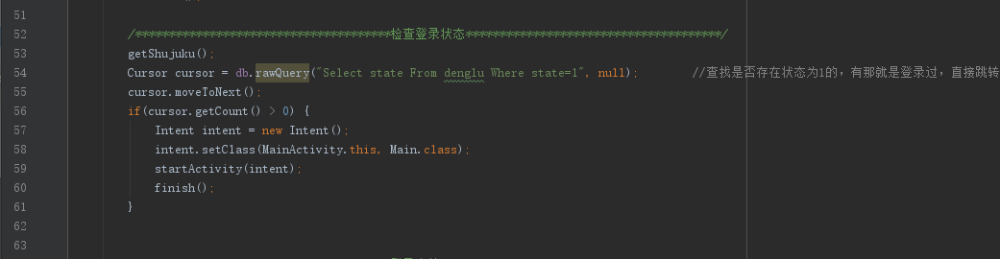 51
52 /**************************************检查登录状态**************************************/
53 getShujuku();
54 Cursor cursor = db.rawQuery("Select state From denglu Where state=1", null); //查找是否存在状态为1的，有那就是登录过，直接跳转
55 cursor.moveToNext();
56 if(cursor.getCount() > 0) {
57 Intent intent = new Intent();
58 intent.setClass(MainActivity.this, Main.class);
59 startActivity(intent);
60 finish();
61 }
62
63